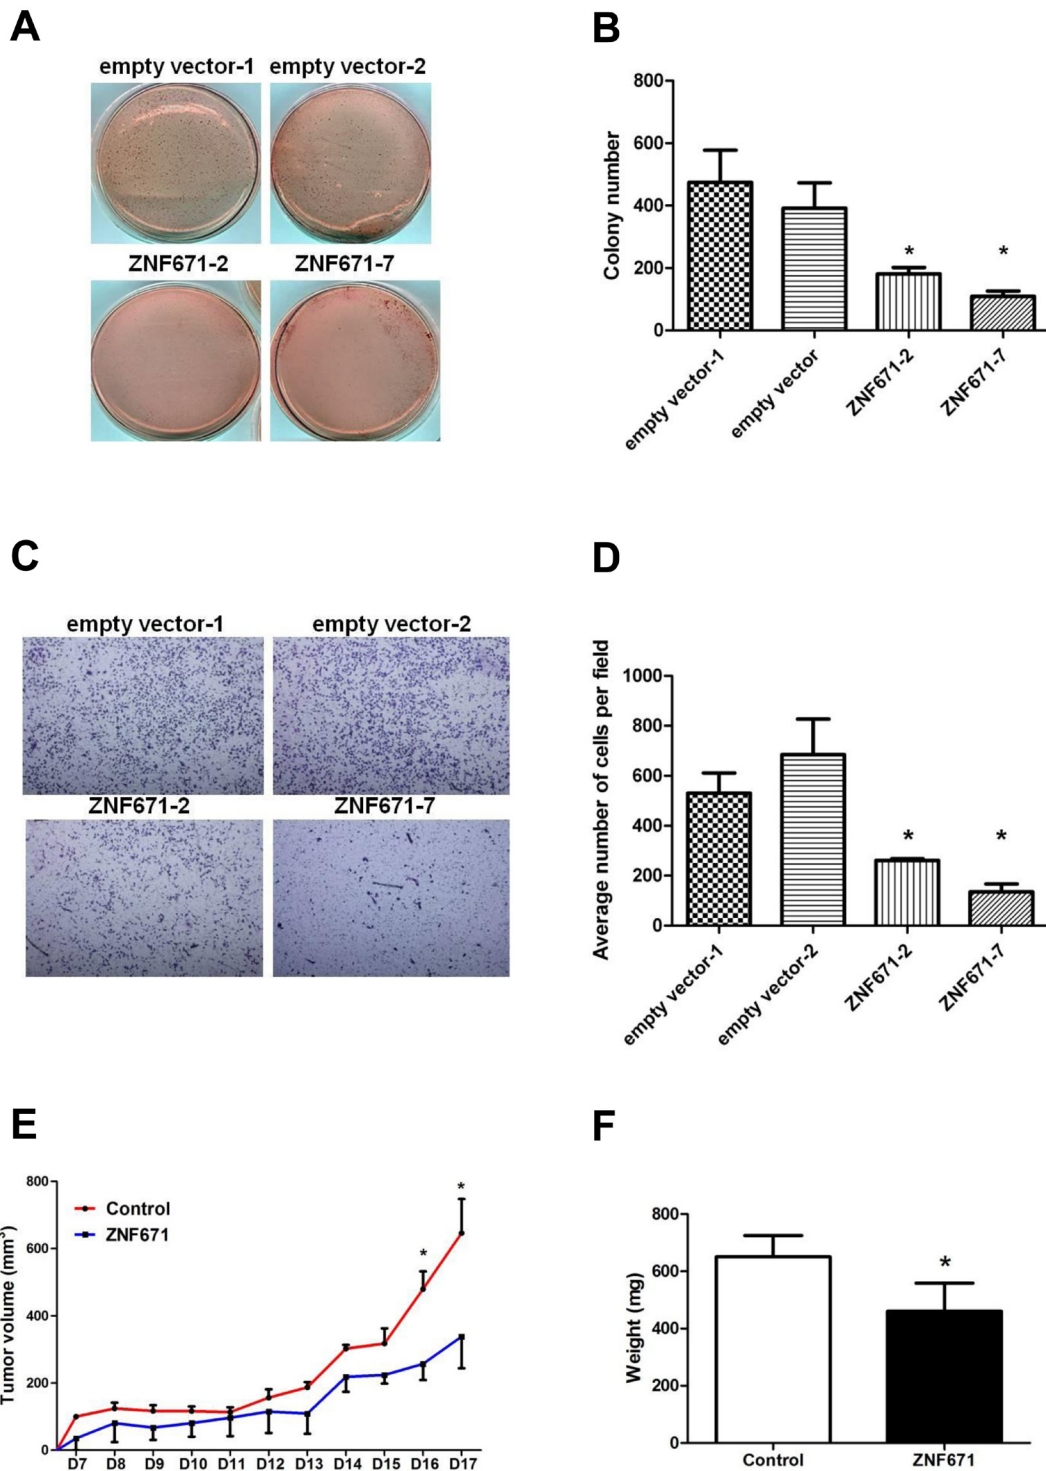 A
empty vector-1 empty vector-2
ZNF671-2 ZNF671-7
B
800
600
400
200
0
Colony number
* *
empty vector-1
empty vector
ZNF671-2
ZNF671-7
C
empty vector-1 empty vector-2
ZNF671-2 ZNF671-7
D
1000
800
600
400
200
0
Average number of cells per field
* *
empty vector-1
empty vector-2
ZNF671-2
ZNF671-7
E
800
600
400
200
0
Tumor volume (mm³)
Control
ZNF671
* *
D7 D8 D9 D10 D11 D12 D13 D14 D15 D16 D17
F
800
600
400
200
0
Weight (mg)
*
Control ZNF671